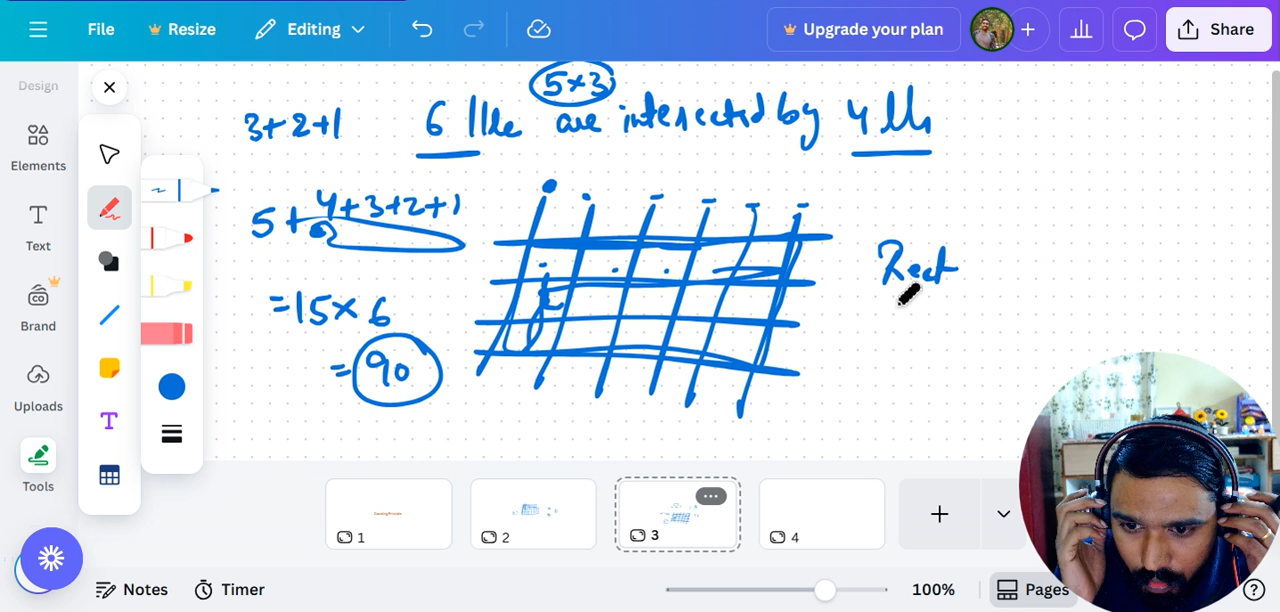 File Resize Editing Upgrade your plan + Share
Design
Elements
Text
Brand
Uploads
Tools
5×3
3+2+1 6 llle are intersected by 4 llls
5+4+3+2+1
=15×6
=90
Rect
1 2 3 4
Notes Timer 100% Pages